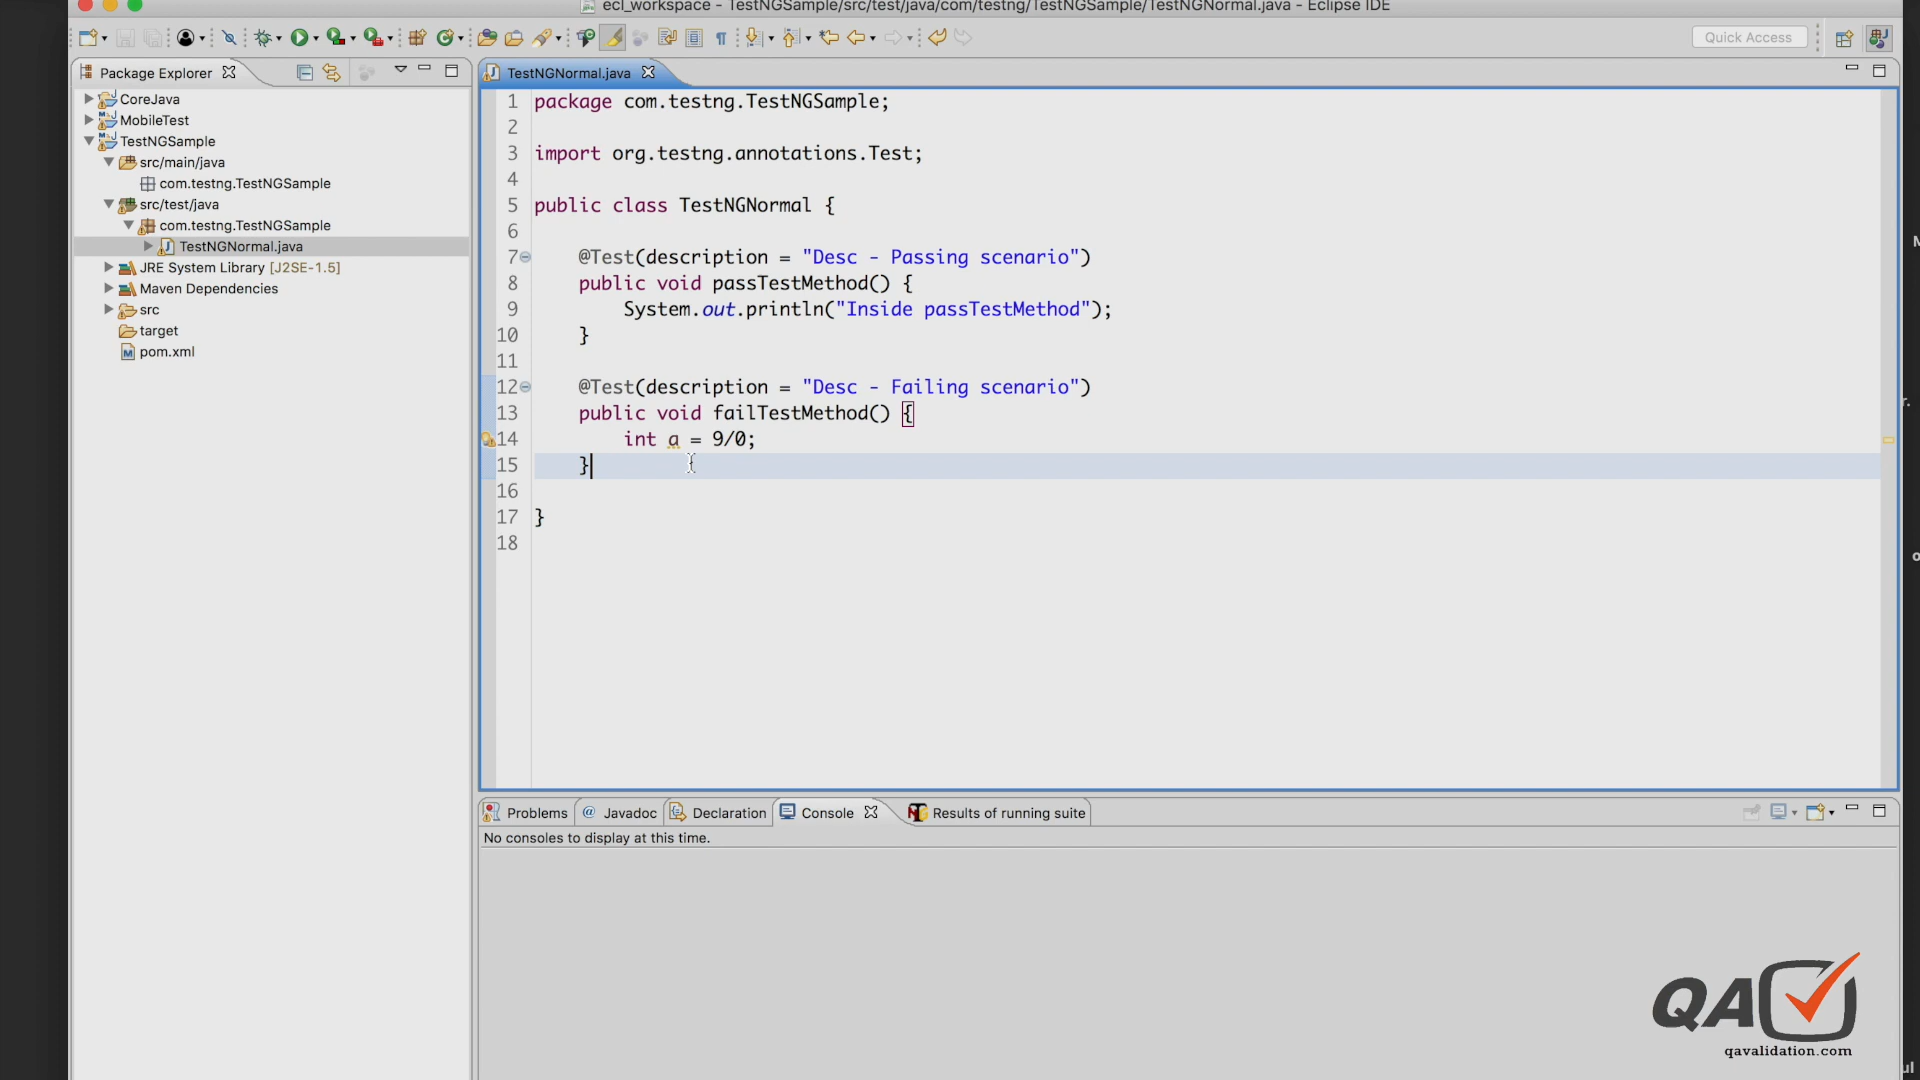 ecl_workspace - TestNGSample/src/test/java/com/testng/TestNGSample/TestNGNormal.java - Eclipse IDE
Quick Access
Package Explorer
CoreJava
MobileTest
TestNGSample
src/main/java
com.testng.TestNGSample
src/test/java
com.testng.TestNGSample
TestNGNormal.java
JRE System Library [J2SE-1.5]
Maven Dependencies
src
target
pom.xml
TestNGNormal.java
1 package com.testng.TestNGSample;
2
3 import org.testng.annotations.Test;
4
5 public class TestNGNormal {
6
7 @Test(description = "Desc - Passing scenario")
8 public void passTestMethod() {
9 System.out.println("Inside passTestMethod");
10 }
11
12 @Test(description = "Desc - Failing scenario")
13 public void failTestMethod() {
14 int a = 9/0;
15 }
16
17 }
18
Problems @ Javadoc Declaration Console Results of running suite
No consoles to display at this time.
QA
qavalidation.com